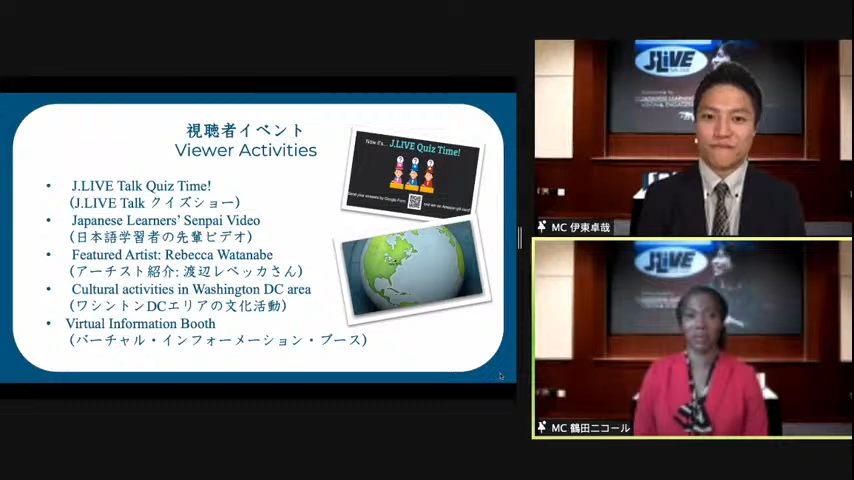 視聴者イベント
Viewer Activities
• J.LIVE Talk Quiz Time!
(J.LIVE Talk クイズショー)
• Japanese Learners' Senpai Video
(日本語学習者の先輩ビデオ)
• Featured Artist: Rebecca Watanabe
(アーチスト紹介: 渡辺レベッカさん)
• Cultural activities in Washington DC area
(ワシントンDCエリアの文化活動)
• Virtual Information Booth
(バーチャル・インフォーメーション・ブース)
Now it's... J.LIVE Quiz Time!
J.LIVE
MC 伊東卓哉
J.LIVE
MC 鶴田ニコール